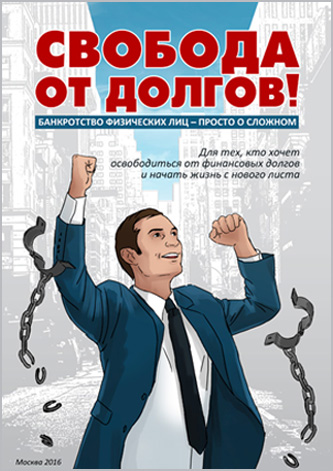 СВОБОДА
ОТ ДОЛГОВ!
БАНКРОТСТВО ФИЗИЧЕСКИХ ЛИЦ – ПРОСТО О СЛОЖНОМ
Для тех, кто хочет
освободиться от финансовых долгов
и начать жизнь с нового листа
Москва 2016